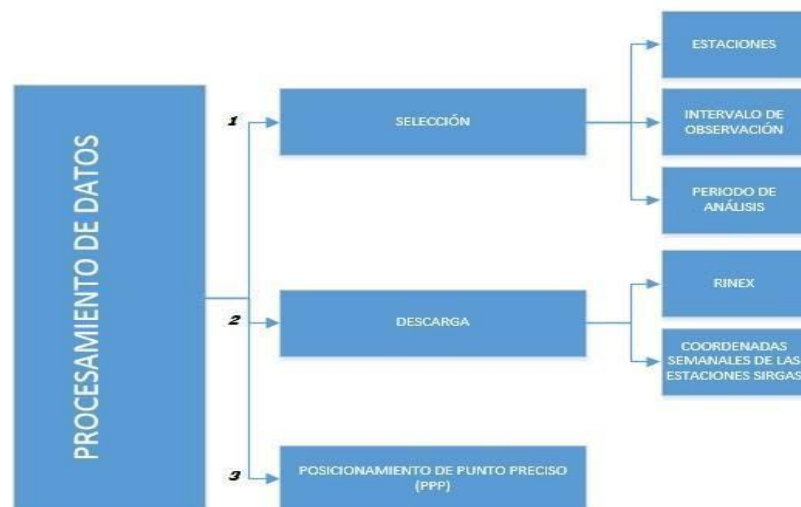 PROCESAMIENTO DE DATOS
1
SELECCIÓN
ESTACIONES
INTERVALO DE
OBSERVACIÓN
PERIODO DE
ANÁLISIS
2
DESCARGA
RINEX
COORDENADAS
SEMANALES DE LAS
ESTACIONES SIRGAS
3
POSICIONAMIENTO DE PUNTO PRECISO
(PPP)